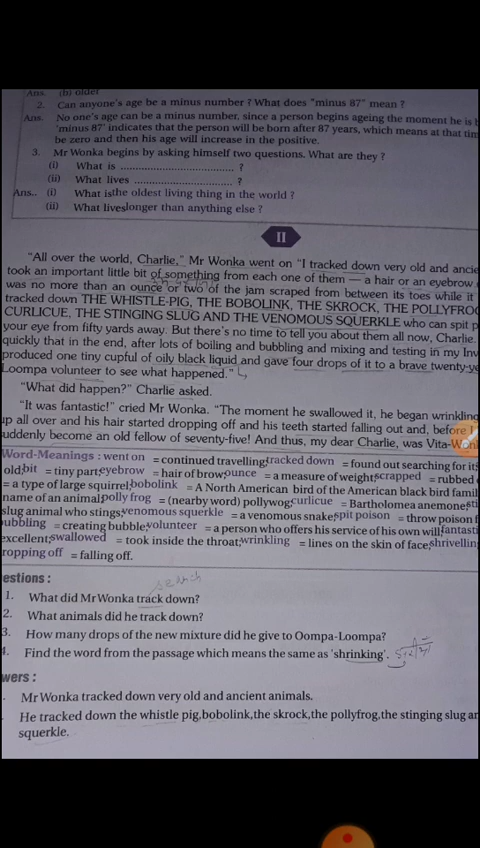 Ans. (b) older
2. Can anyone's age be a minus number ? What does "minus 87" mean ?
Ans. No one's age can be a minus number, since a person begins ageing the moment he is b
'minus 87' indicates that the person will be born after 87 years, which means at that tim
be zero and then his age will increase in the positive.
3. Mr Wonka begins by asking himself two questions. What are they ?
(i) What is ...................................... ?
(ii) What lives ................................. ?
Ans.. (i) What isthe oldest living thing in the world ?
(ii) What liveslonger than anything else ?
II
"All over the world, Charlie," Mr Wonka went on "I tracked down very old and ancie
took an important little bit of something from each one of them — a hair or an eyebrow
was no more than an ounce or two of the jam scraped from between its toes while it
tracked down THE WHISTLE-PIG, THE BOBOLINK, THE SKROCK, THE POLLYFROG
CURLICUE, THE STINGING SLUG AND THE VENOMOUS SQUERKLE who can spit p
your eye from fifty yards away. But there's no time to tell you about them all now, Charlie.
quickly that in the end, after lots of boiling and bubbling and mixing and testing in my Inv
produced one tiny cupful of oily black liquid and gave four drops of it to a brave twenty-ye
Loompa volunteer to see what happened."
"What did happen?" Charlie asked.
"It was fantastic!" cried Mr Wonka. "The moment he swallowed it, he began wrinkling
up all over and his hair started dropping off and his teeth started falling out and, before I
uddenly become an old fellow of seventy-five! And thus, my dear Charlie, was Vita-Wonk
Word-Meanings : went on = continued travelling;tracked down = found out searching for it;
old;bit = tiny part;eyebrow = hair of brow;ounce = a measure of weight;scrapped = rubbed
= a type of large squirrel;bobolink = A North American bird of the American black bird famil
name of an animal;polly frog = (nearby word) pollywog;curlicue = Bartholomea anemone;sti
slug animal who stings;venomous squerkle = a venomous snake;spit poison = throw poison f
ubbling = creating bubble;volunteer = a person who offers his service of his own will;fantasti
excellent;swallowed = took inside the throat;wrinkling = lines on the skin of face;shrivelling
ropping off = falling off.
estions :
search
1. What did Mr Wonka track down?
2. What animals did he track down?
3. How many drops of the new mixture did he give to Oompa-Loompa?
4. Find the word from the passage which means the same as 'shrinking'.
wers :
Mr Wonka tracked down very old and ancient animals.
He tracked down the whistle pig,bobolink,the skrock,the pollyfrog,the stinging slug an
squerkle.